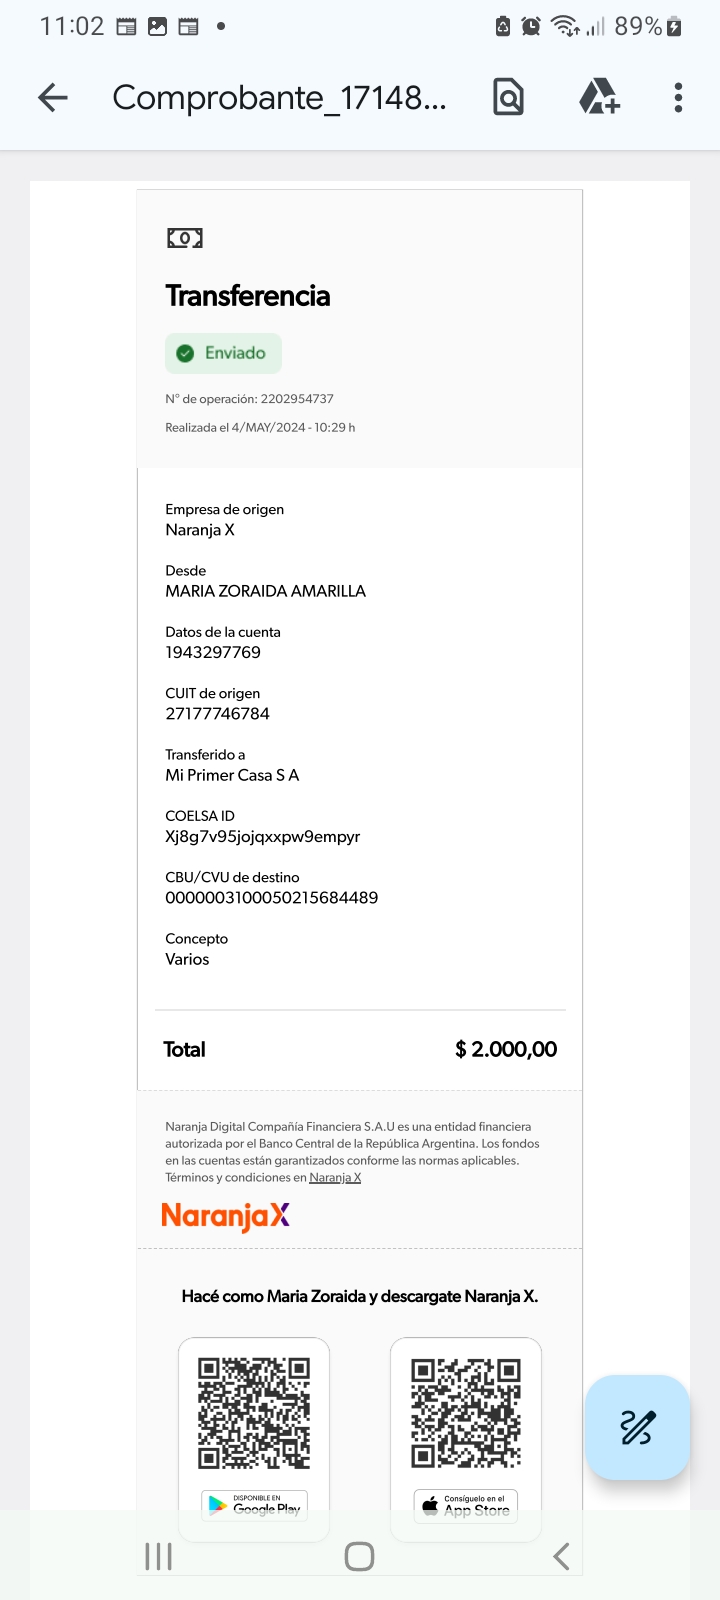 11:02
89%
Comprobante_17148...
Transferencia
Enviado
N° de operación: 2202954737
Realizada el 4/MAY/2024 - 10:29 h
Empresa de origen
Naranja X
Desde
MARIA ZORAIDA AMARILLA
Datos de la cuenta
1943297769
CUIT de origen
27177746784
Transferido a
Mi Primer Casa S A
COELSA ID
Xj8g7v95jojqxxpw9empyr
CBU/CVU de destino
0000003100050215684489
Concepto
Varios
Total $ 2.000,00
Naranja Digital Compañía Financiera S.A.U es una entidad financiera
autorizada por el Banco Central de la República Argentina. Los fondos
en las cuentas están garantizados conforme las normas aplicables.
Términos y condiciones en Naranja X
NaranjaX
Hacé como Maria Zoraida y descargate Naranja X.
DISPONIBLE EN
Google Play
Consíguelo en el
App Store